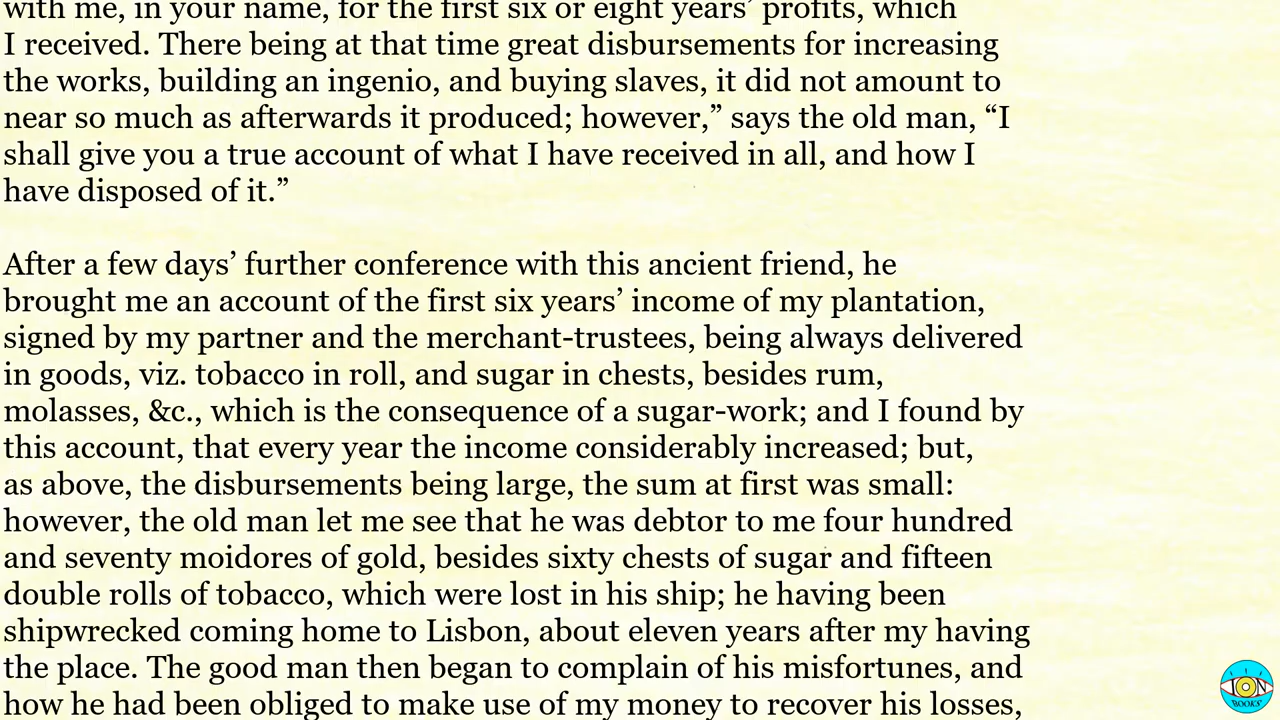 with me, in your name, for the first six or eight years’ profits, which
I received. There being at that time great disbursements for increasing
the works, building an ingenio, and buying slaves, it did not amount to
near so much as afterwards it produced; however,” says the old man, “I
shall give you a true account of what I have received in all, and how I
have disposed of it.”
After a few days’ further conference with this ancient friend, he
brought me an account of the first six years’ income of my plantation,
signed by my partner and the merchant-trustees, being always delivered
in goods, viz. tobacco in roll, and sugar in chests, besides rum,
molasses, &c., which is the consequence of a sugar-work; and I found by
this account, that every year the income considerably increased; but,
as above, the disbursements being large, the sum at first was small:
however, the old man let me see that he was debtor to me four hundred
and seventy moidores of gold, besides sixty chests of sugar and fifteen
double rolls of tobacco, which were lost in his ship; he having been
shipwrecked coming home to Lisbon, about eleven years after my having
the place. The good man then began to complain of his misfortunes, and
how he had been obliged to make use of my money to recover his losses,
ION
BOOKS